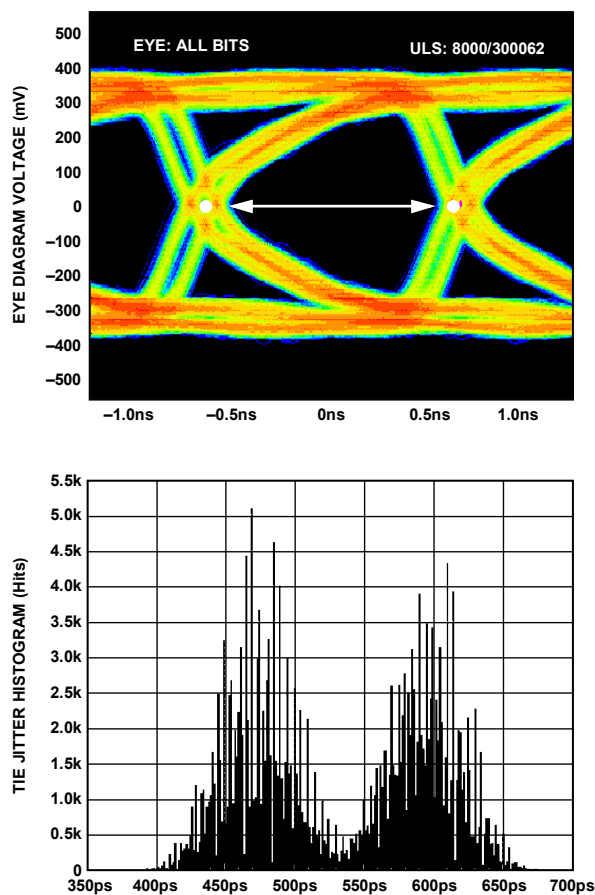 EYE: ALL BITS
ULS: 8000/300062
EYE DIAGRAM VOLTAGE (mV)
500
400
300
200
100
0
–100
–200
–300
–400
–500
–1.0ns
–0.5ns
0ns
0.5ns
1.0ns
TIE JITTER HISTOGRAM (Hits)
5.5k
5.0k
4.5k
4.0k
3.5k
3.0k
2.5k
2.0k
1.5k
1.0k
0.5k
0
350ps
400ps
450ps
500ps
550ps
600ps
650ps
700ps